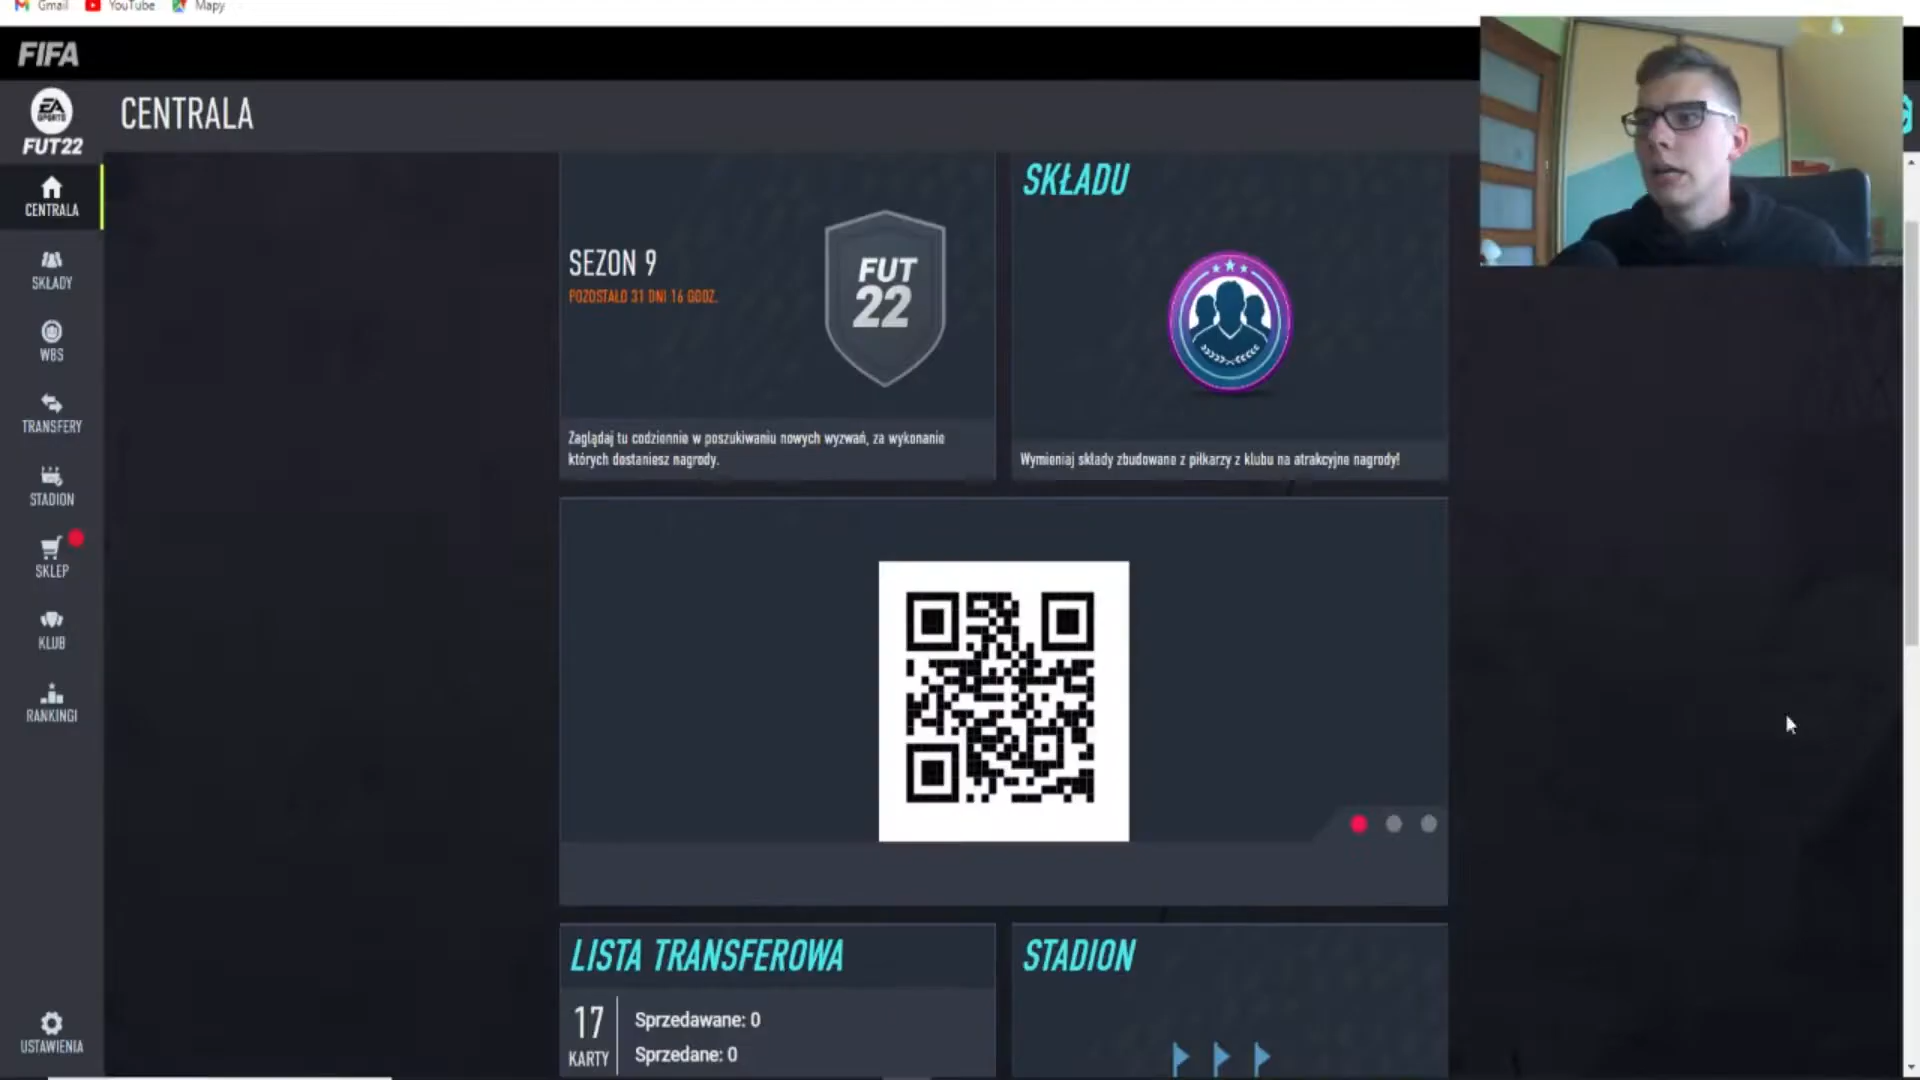 Gmail YouTube Mapy
FIFA
EA SPORTS
FUT22
CENTRALA
CENTRALA
SKŁADY
WBS
TRANSFERY
STADION
SKLEP
KLUB
RANKINGI
USTAWIENIA
SKŁADU
SEZON 9
POZOSTAŁO 31 DNI 16 GODZ.
FUT
22
Zaglądaj tu codziennie w poszukiwaniu nowych wyzwań, za wykonanie
których dostaniesz nagrody.
Wymieniaj składy zbudowane z piłkarzy z klubu na atrakcyjne nagrody!
LISTA TRANSFEROWA
17
KARTY
Sprzedawane: 0
Sprzedane: 0
STADION